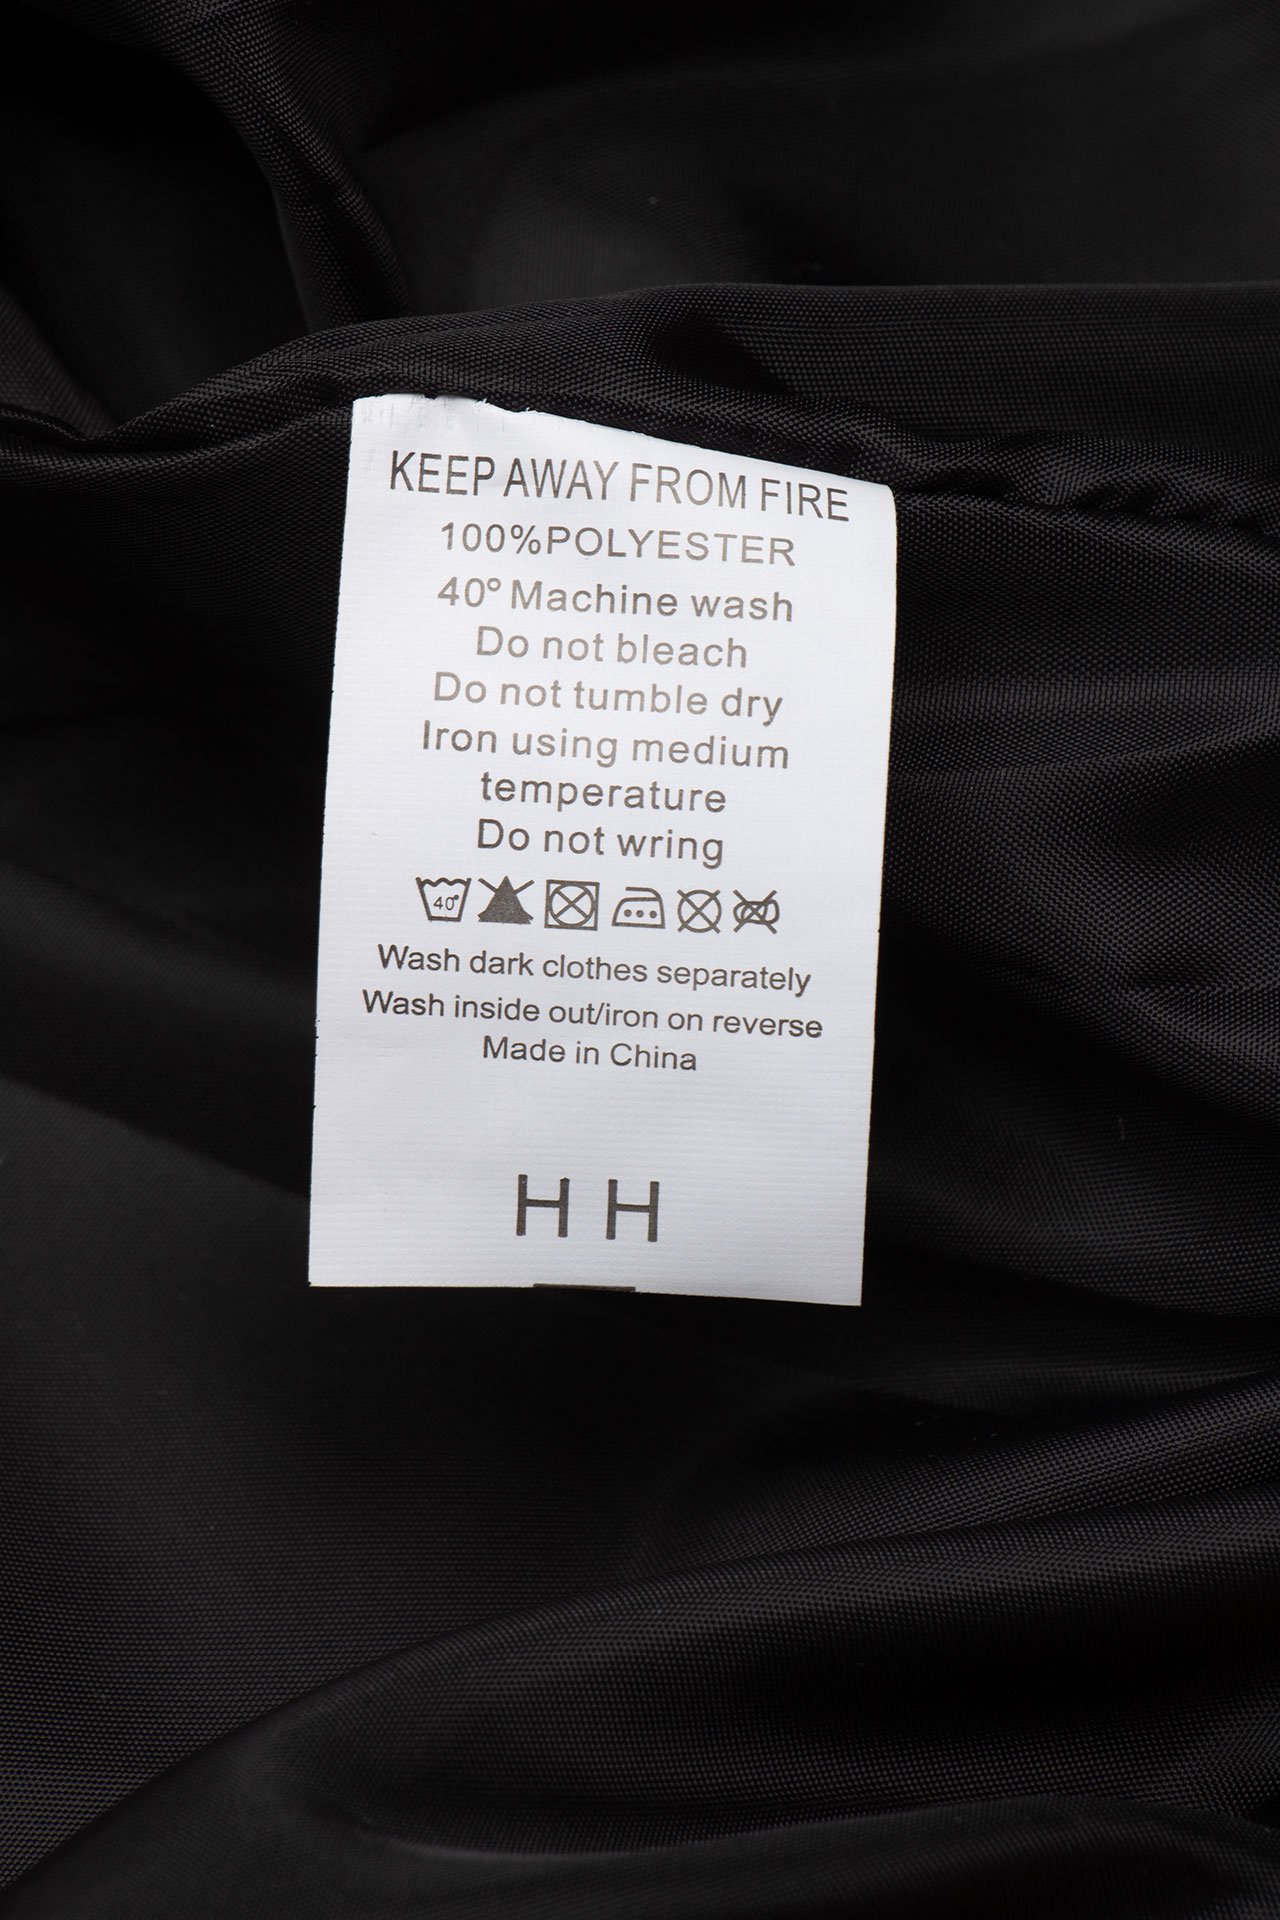 KEEP AWAY FROM FIRE
100%POLYESTER
40° Machine wash
Do not bleach
Do not tumble dry
Iron using medium
temperature
Do not wring
40°
Wash dark clothes separately
Wash inside out/iron on reverse
Made in China
H H